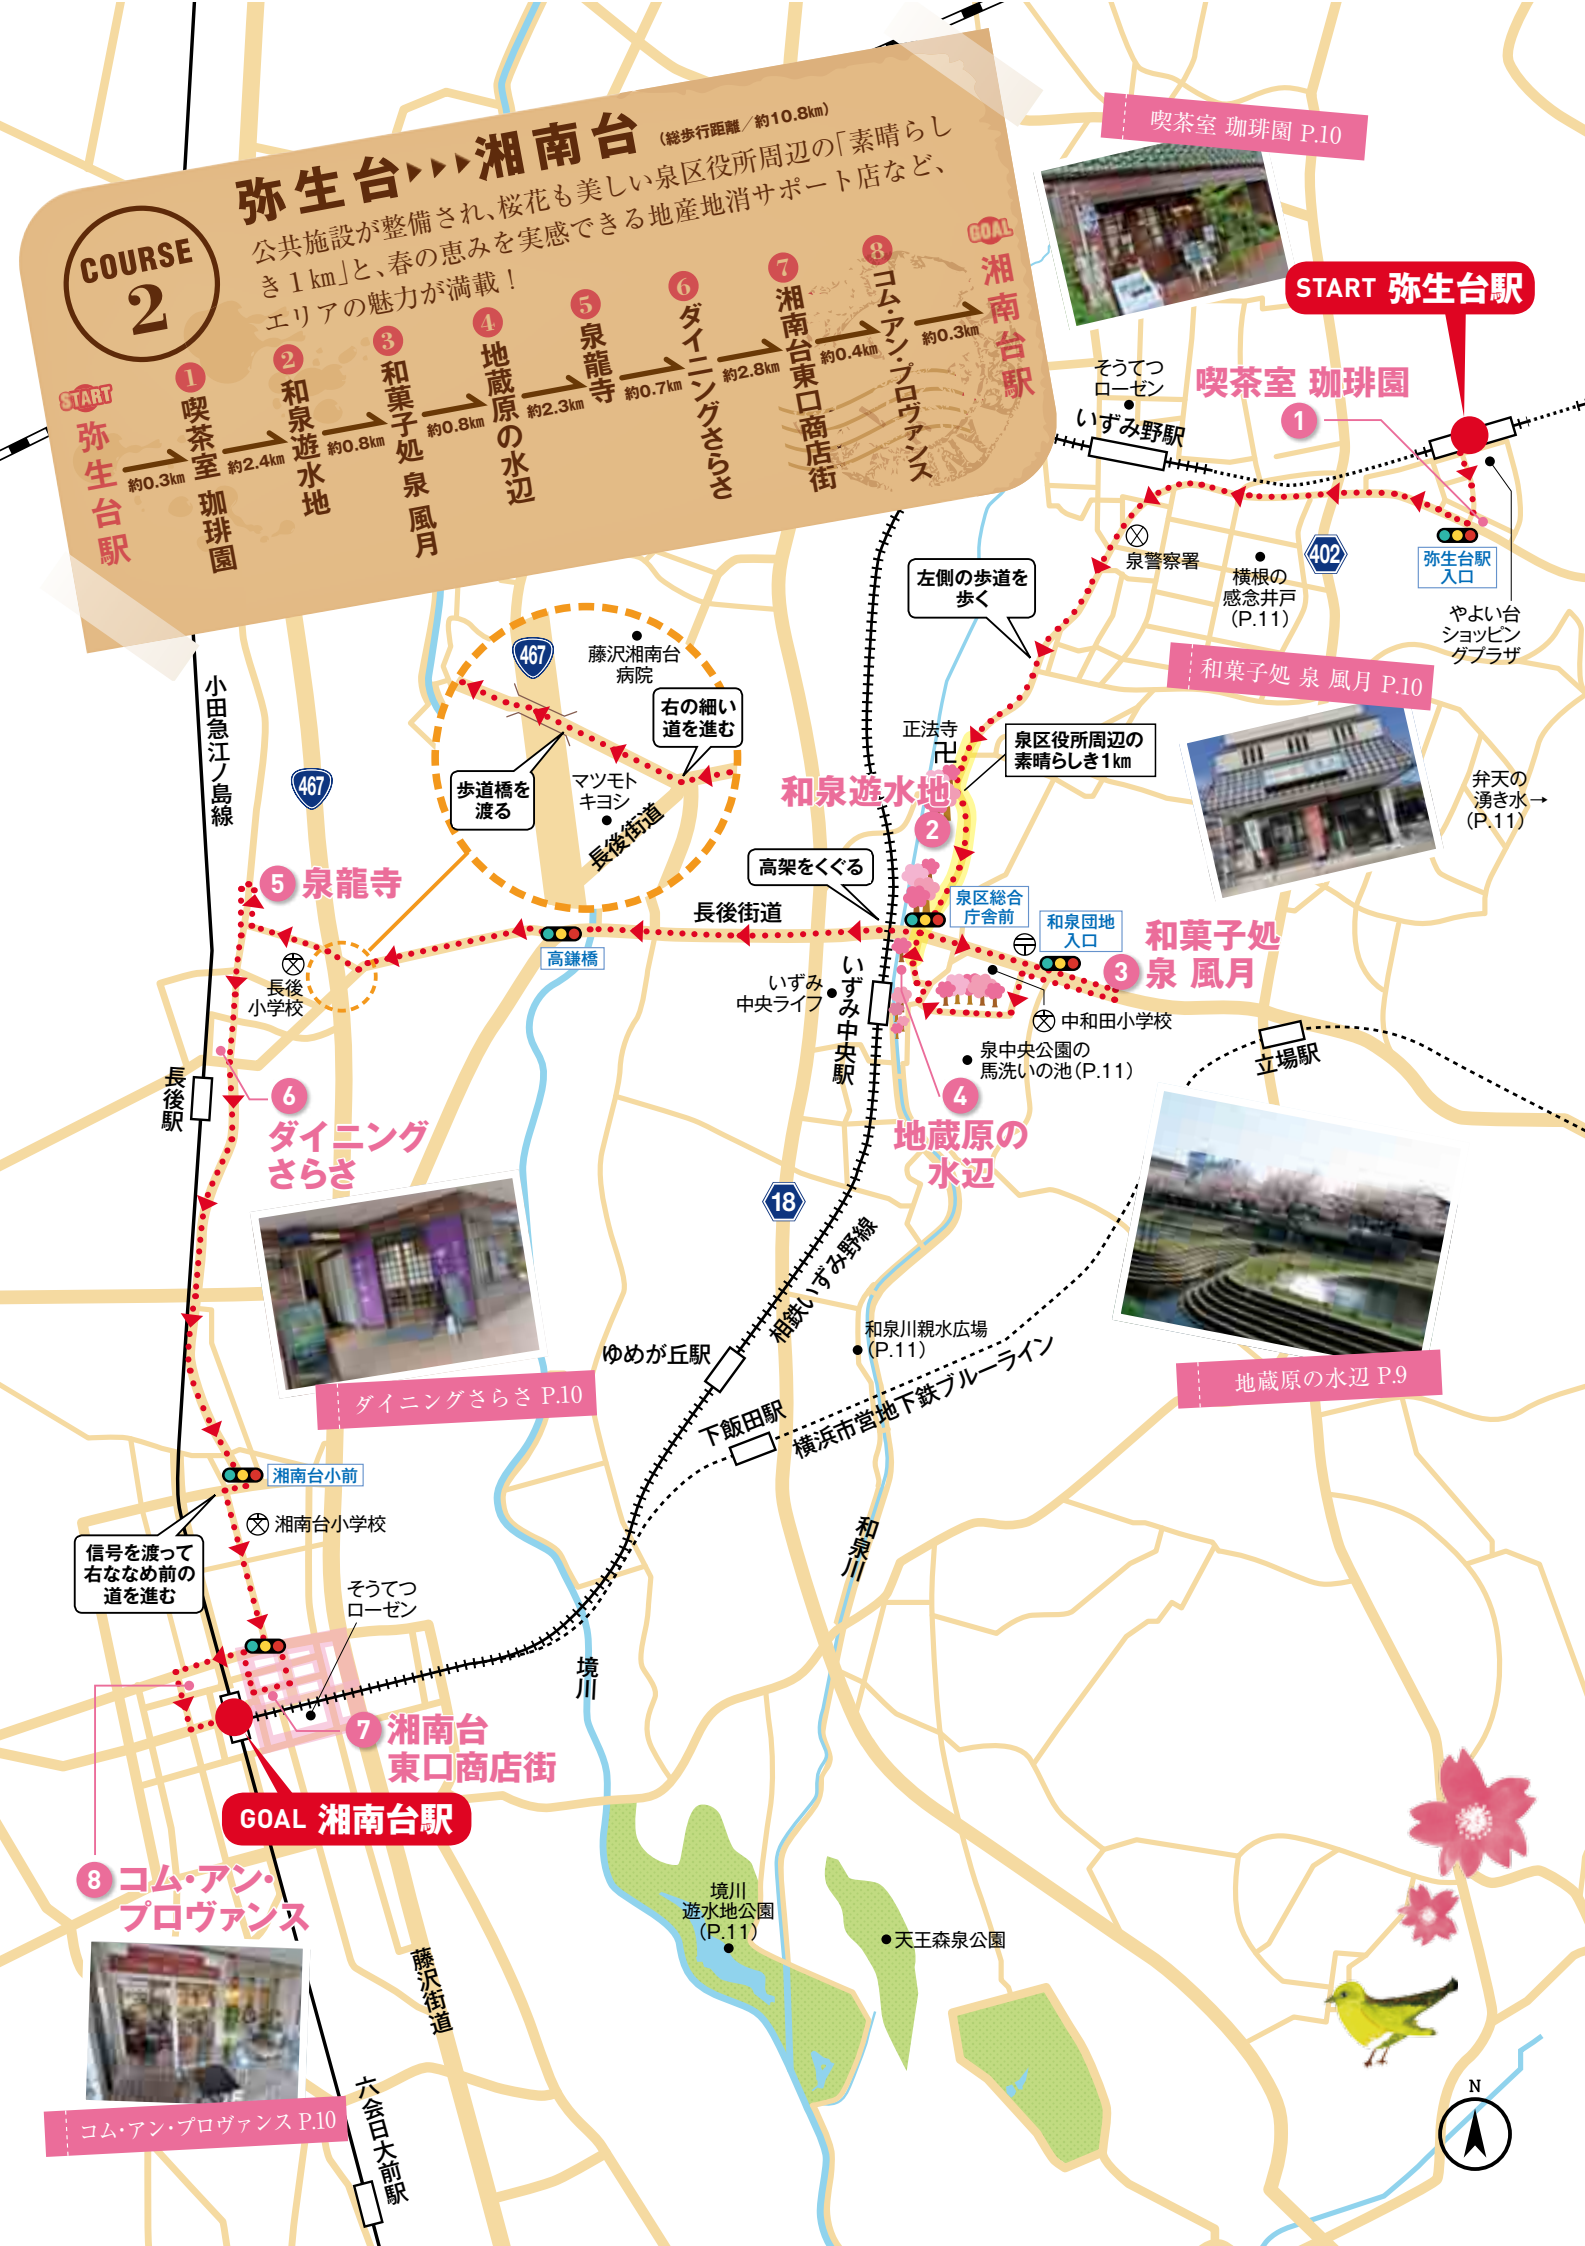 COURSE
2
弥生台▶▶▶湘南台（総歩行距離／約10.8㎞）
公共施設が整備され、桜花も美しい泉区役所周辺の「素晴らし
き1㎞」と、春の恵みを実感できる地産地消サポート店など、
エリアの魅力が満載！
START
弥生台駅
約0.3㎞
1
喫茶室 珈琲園
約2.4㎞
2
和泉遊水地
約0.8㎞
3
和菓子処 泉 風月
約0.8㎞
4
地蔵原の水辺
約2.3㎞
5
泉龍寺
約0.7㎞
6
ダイニングさらさ
約2.8㎞
7
湘南台東口商店街
約0.4㎞
8
コム・アン・プロヴァンス
約0.3㎞
GOAL
湘南台駅
喫茶室 珈琲園 P.10
START 弥生台駅
そうてつ
ローゼン
いずみ野駅
喫茶室 珈琲園
1
泉警察署
横根の
感念井戸
（P.11）
402
弥生台駅
入口
やよい台
ショッピン
グプラザ
左側の歩道を
歩く
和菓子処 泉 風月 P.10
467
藤沢湘南台
病院
右の細い
道を進む
歩道橋を
渡る
マツモト
キヨシ
長後街道
小田急江ノ島線
467
正法寺
泉区役所周辺の
素晴らしき1㎞
和泉遊水地
2
弁天の
湧き水→
（P.11）
高架をくぐる
5 泉龍寺
長後街道
泉区総合
庁舎前
和泉団地
入口
和菓子処
3 泉 風月
高鎌橋
長後
小学校
いずみ
中央ライフ
いずみ中央駅
中和田小学校
泉中央公園の
馬洗いの池（P.11）
立場駅
長後駅
6
ダイニング
さらさ
4
地蔵原の
水辺
18
相鉄いずみ野線
ダイニングさらさ P.10
ゆめが丘駅
和泉川親水広場
（P.11）
下飯田駅
横浜市営地下鉄ブルーライン
地蔵原の水辺 P.9
湘南台小前
湘南台小学校
信号を渡って
右ななめ前の
道を進む
そうてつ
ローゼン
和泉川
境川
7 湘南台
東口商店街
GOAL 湘南台駅
8 コム・アン・
プロヴァンス
境川
遊水地公園
（P.11）
天王森泉公園
藤沢街道
コム・アン・プロヴァンス P.10
六会日大前駅
N